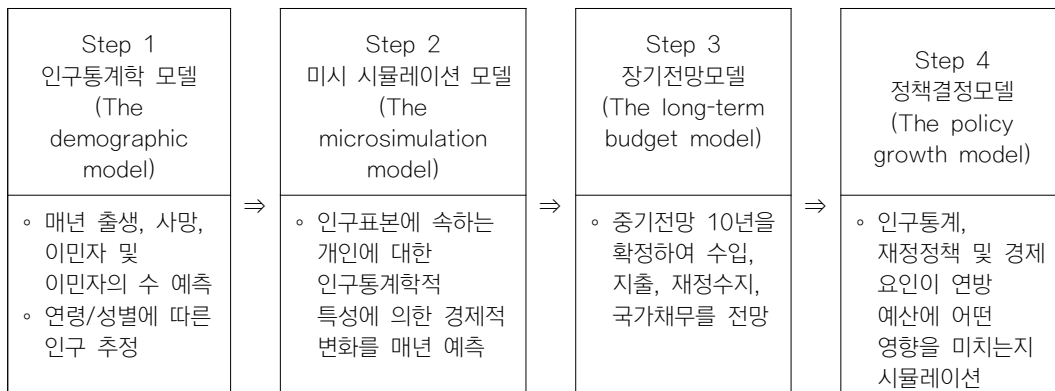 Step 1
인구통계학 모델
(The
demographic
model)
◦ 매년 출생, 사망,
이민자 및
이민자의 수 예측
◦ 연령/성별에 따른
인구 추정
⇒
Step 2
미시 시뮬레이션 모델
(The
microsimulation
model)
◦ 인구표본에 속하는
개인에 대한
인구통계학적
특성에 의한 경제적
변화를 매년 예측
⇒
Step 3
장기전망모델
(The long-term
budget model)
◦ 중기전망 10년을
확정하여 수입,
지출, 재정수지,
국가채무를 전망
⇒
Step 4
정책결정모델
(The policy
growth model)
◦ 인구통계,
재정정책 및 경제
요인이 연방
예산에 어떤
영향을 미치는지
시뮬레이션